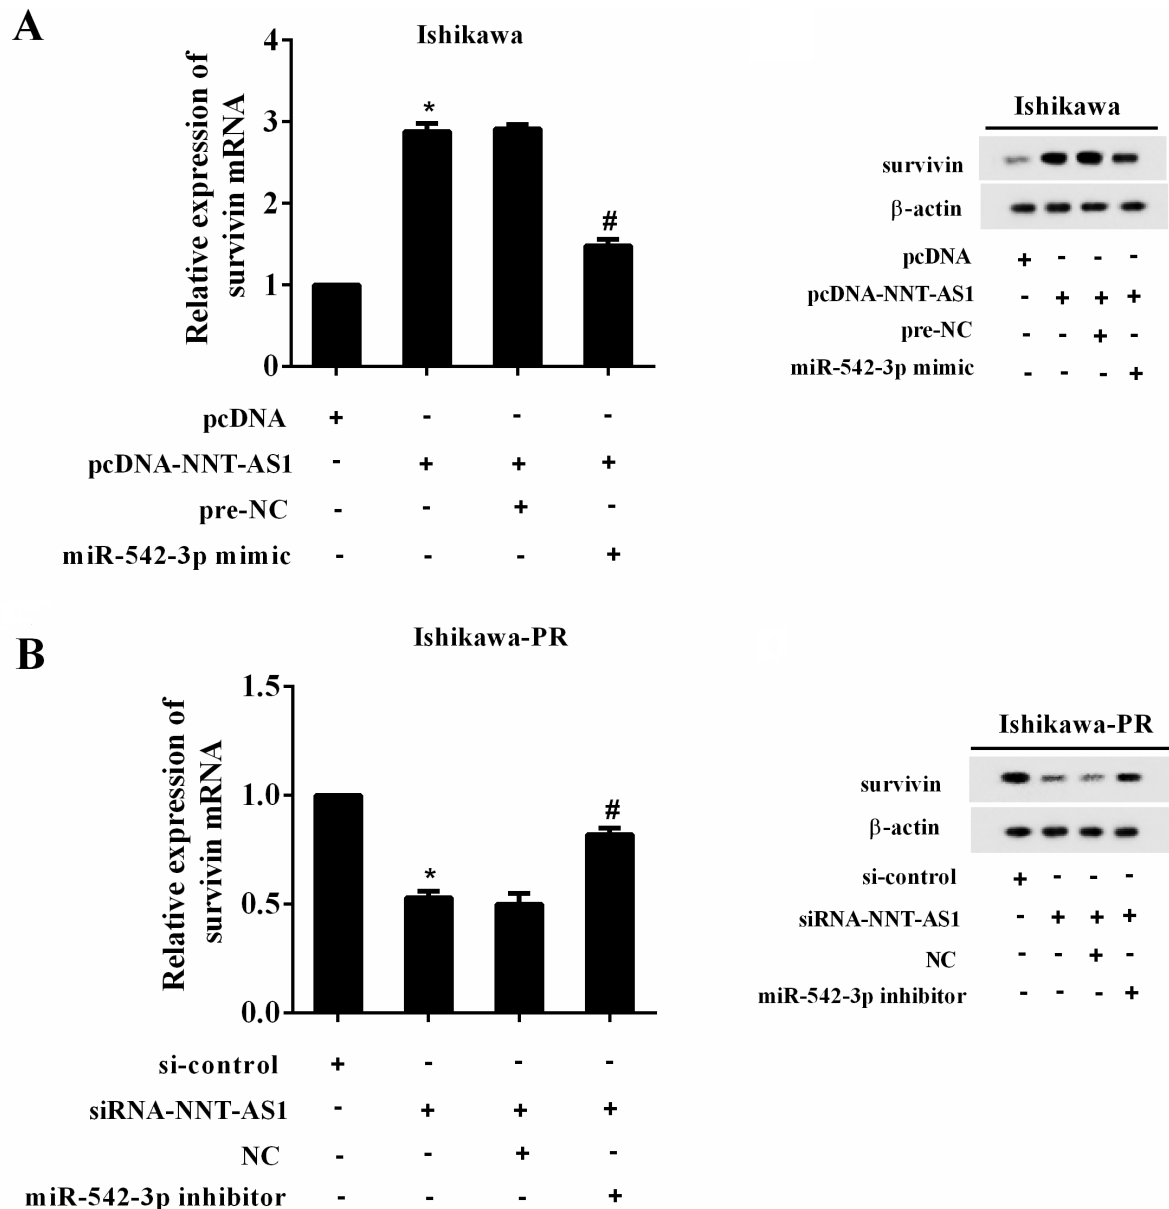 A
Ishikawa
Relative expression of
survivin mRNA
4
3
2
1
0
*
#
pcDNA + - - -
pcDNA-NNT-AS1 - + + +
pre-NC - - + -
miR-542-3p mimic - - - +
Ishikawa
survivin
β-actin
pcDNA + - - -
pcDNA-NNT-AS1 - + + +
pre-NC - - + -
miR-542-3p mimic - - - +
B
Ishikawa-PR
Relative expression of
survivin mRNA
1.5
1.0
0.5
0.0
*
#
si-control + - - -
siRNA-NNT-AS1 - + + +
NC - - + -
miR-542-3p inhibitor - - - +
Ishikawa-PR
survivin
β-actin
si-control + - - -
siRNA-NNT-AS1 - + + +
NC - - + -
miR-542-3p inhibitor - - - +